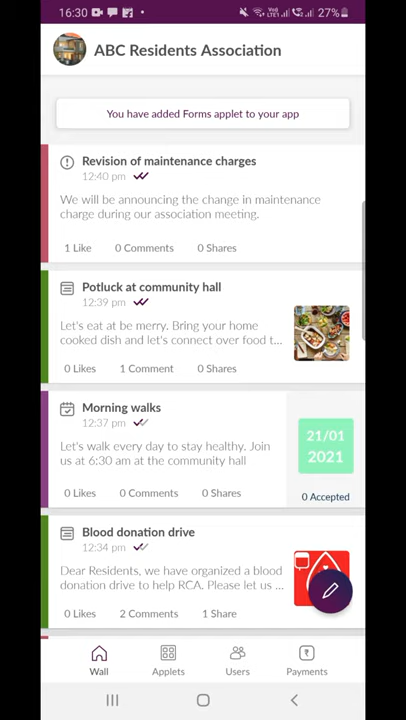 16:30 27%
ABC Residents Association
You have added Forms applet to your app
Revision of maintenance charges
12:40 pm
We will be announcing the change in maintenance
charge during our association meeting.
1 Like 0 Comments 0 Shares
Potluck at community hall
12:39 pm
Let's eat at be merry. Bring your home
cooked dish and let's connect over food t...
0 Likes 1 Comment 0 Shares
Morning walks
12:37 pm
Let's walk every day to stay healthy. Join
us at 6:30 am at the community hall
21/01
2021
0 Likes 0 Comments 0 Shares
0 Accepted
Blood donation drive
12:34 pm
Dear Residents, we have organized a blood
donation drive to help RCA. Please let us ...
0 Likes 2 Comments 1 Share
Wall Applets Users Payments